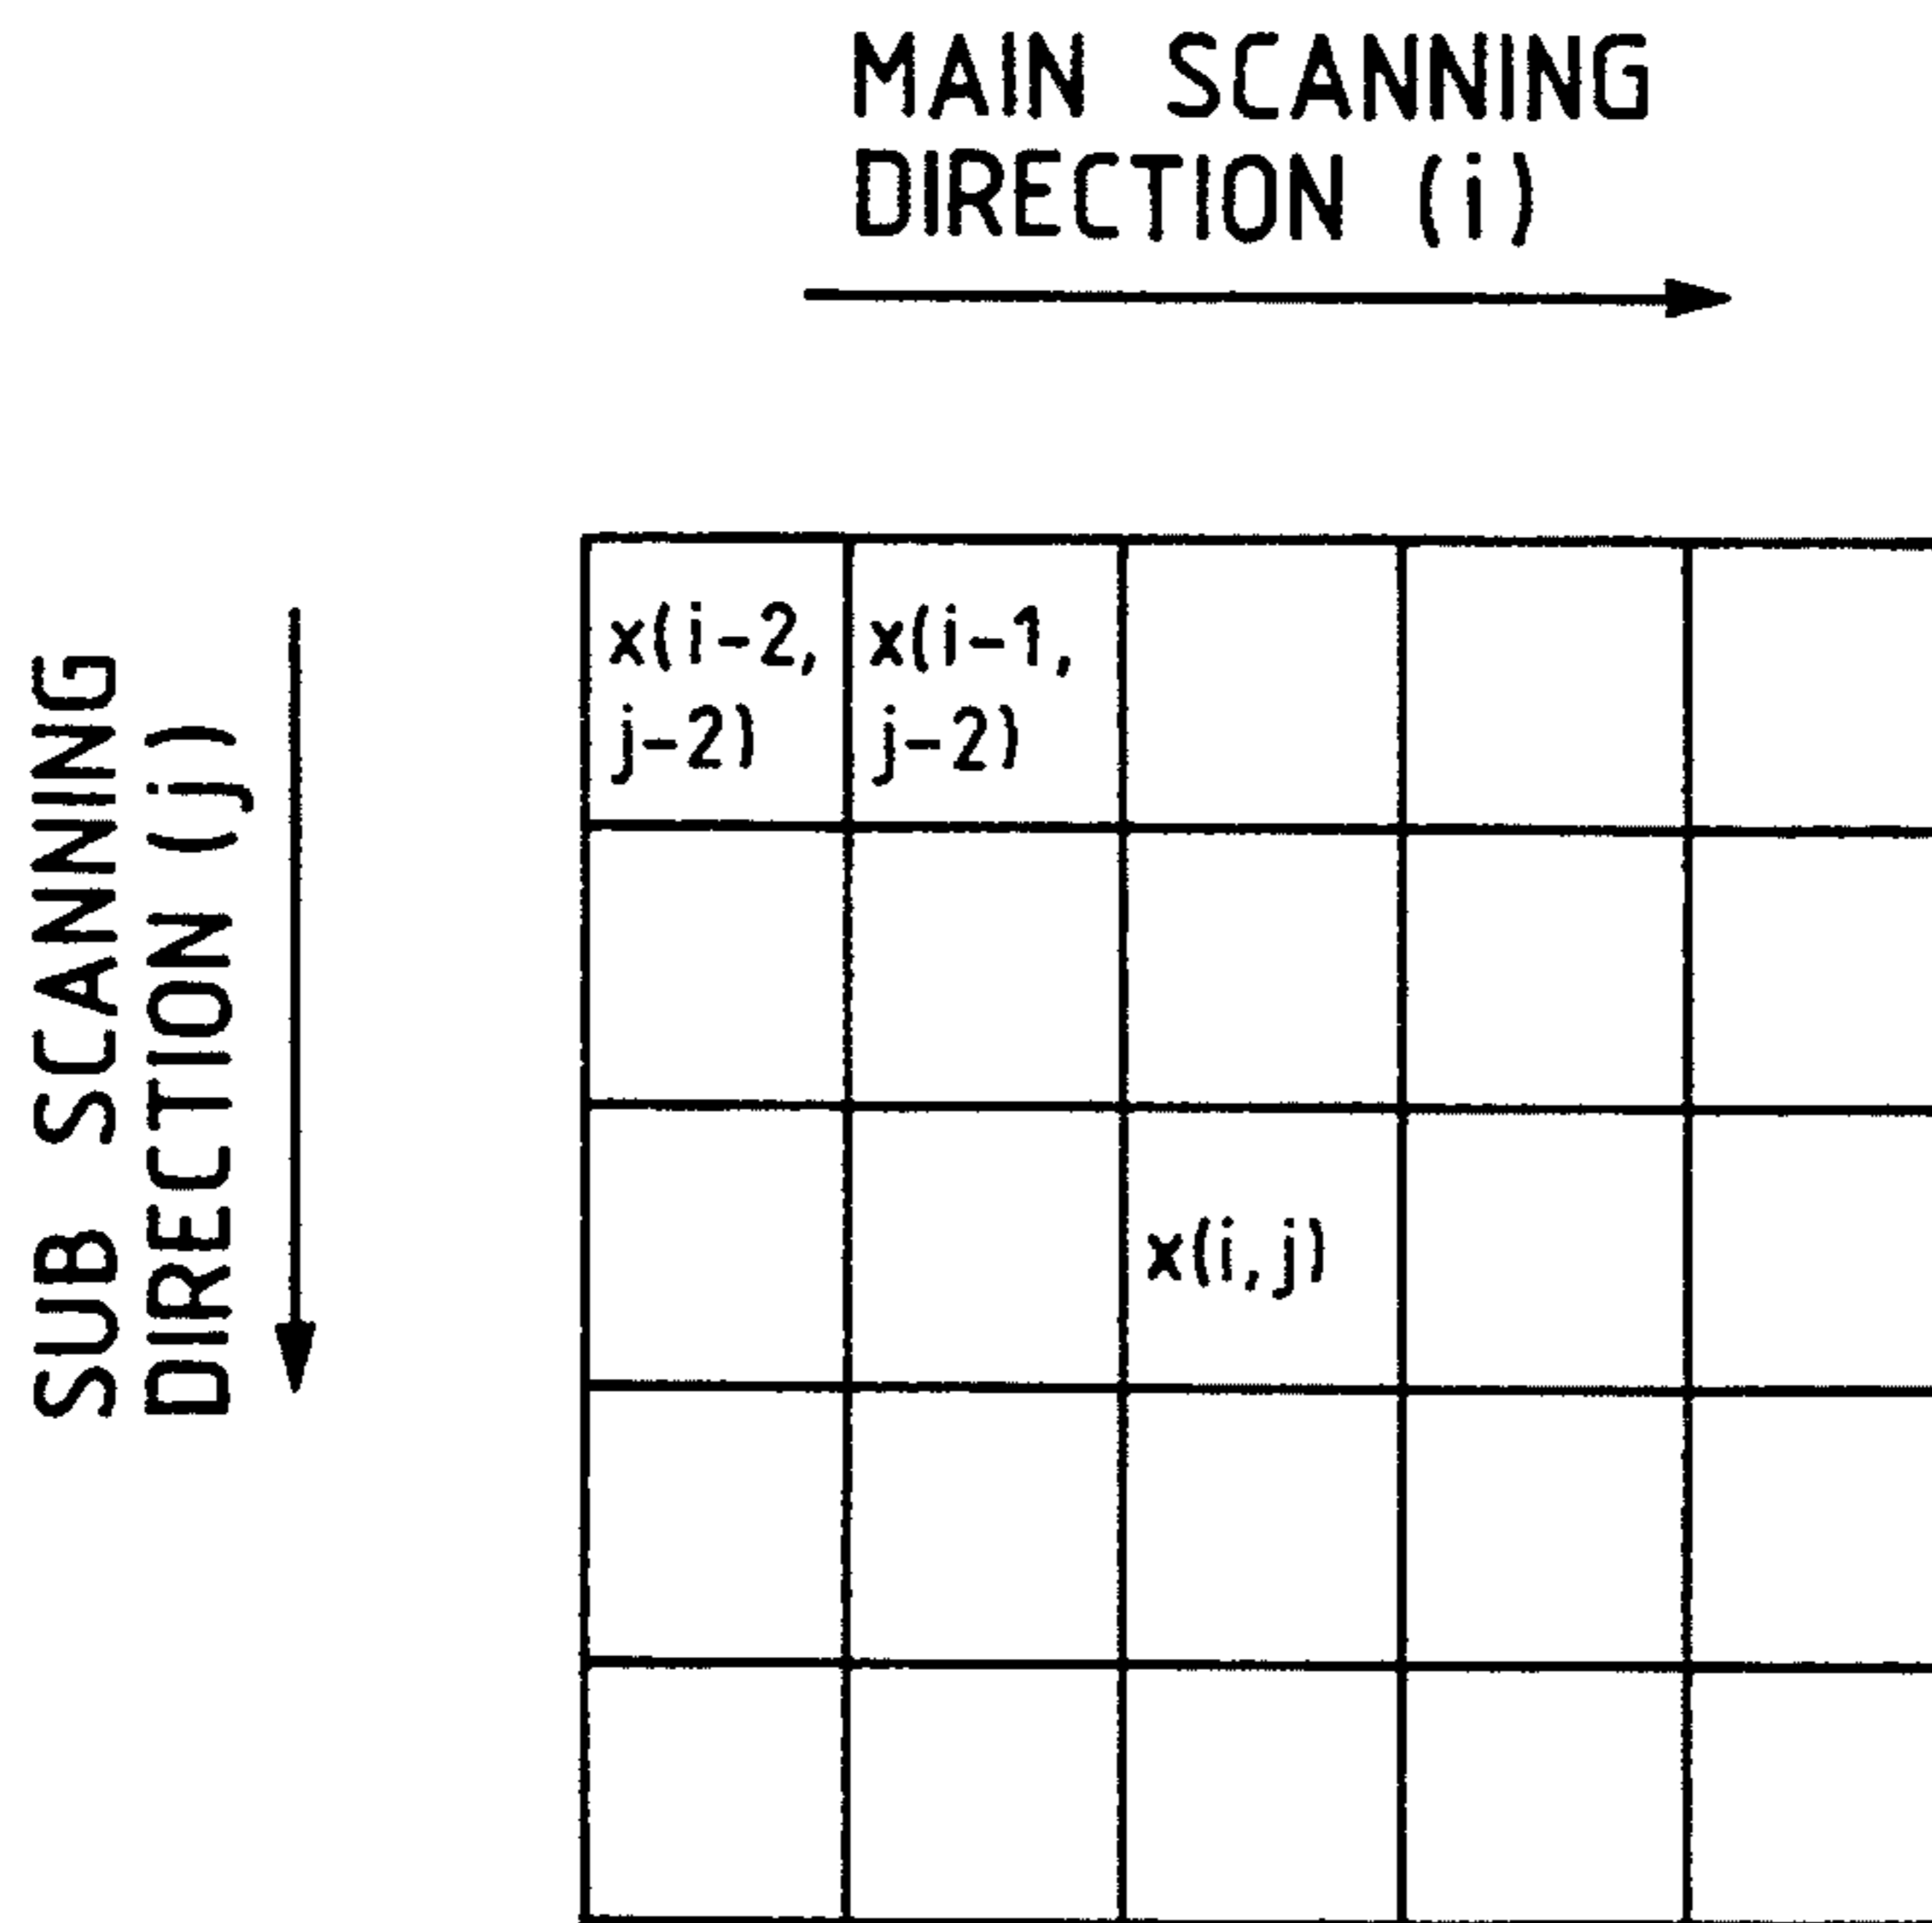 MAIN SCANNING
DIRECTION (i)
SUB SCANNING
DIRECTION (j)
x(i-2,
j-2)
x(i-1,
j-2)
x(i,j)